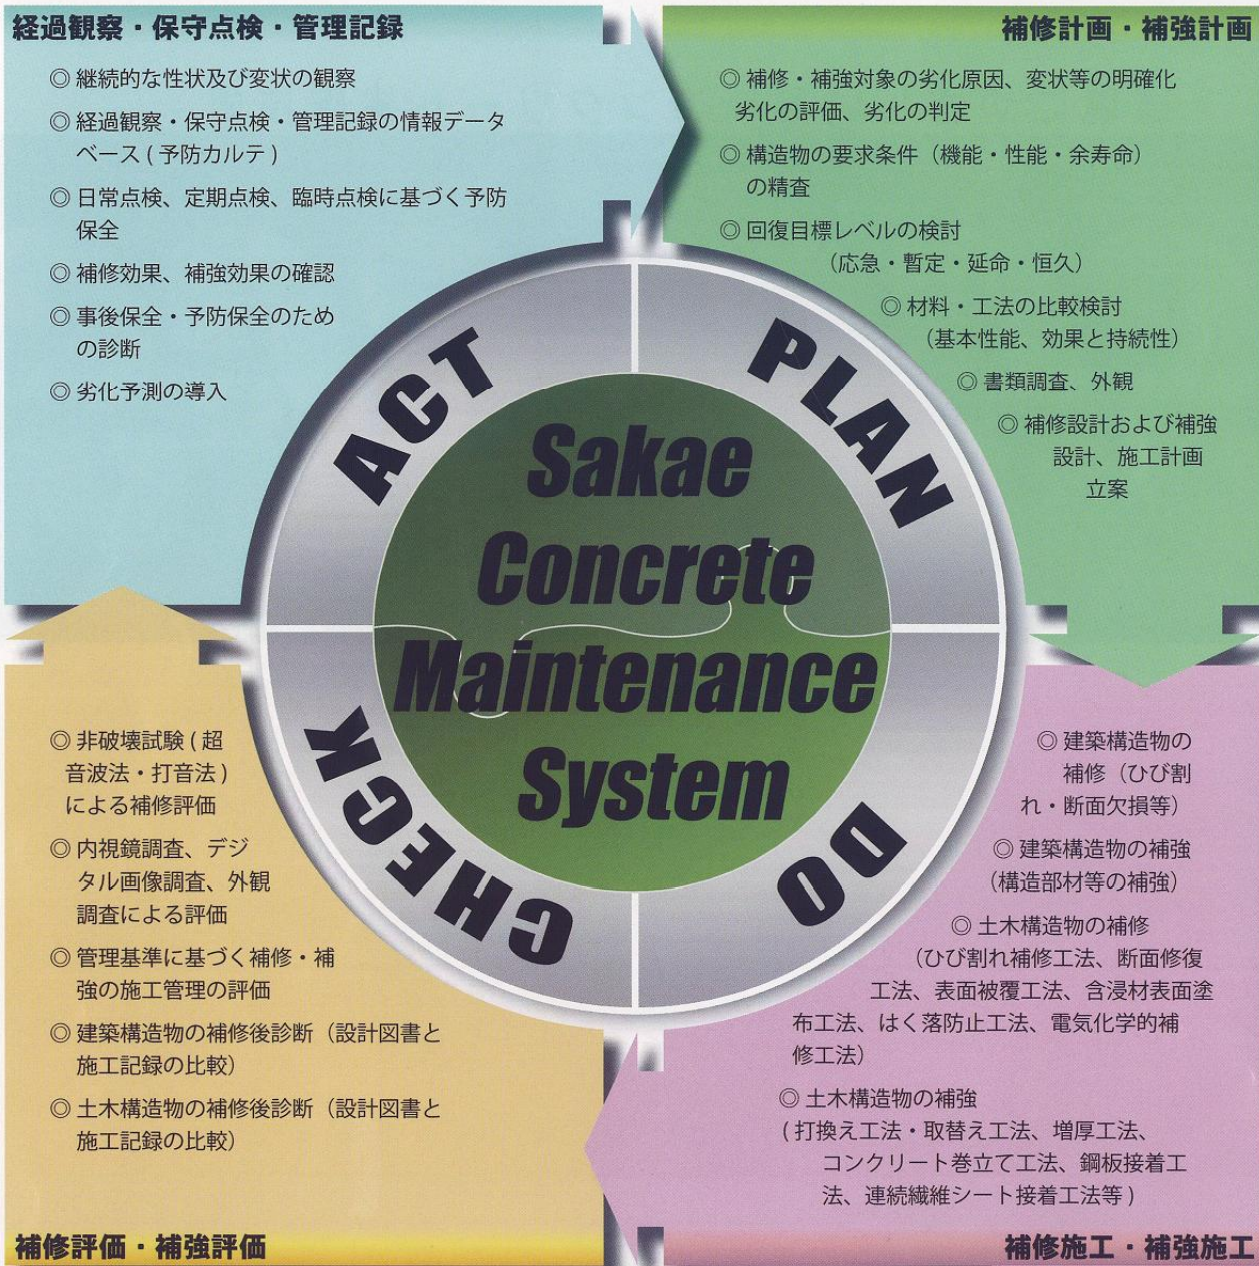 経過観察・保守点検・管理記録
◎ 継続的な性状及び変状の観察
◎ 経過観察・保守点検・管理記録の情報データ
ベース ( 予防カルテ )
◎ 日常点検、定期点検、臨時点検に基づく予防
保全
◎ 補修効果、補強効果の確認
◎ 事後保全・予防保全のため
の診断
◎ 劣化予測の導入
補修計画・補強計画
◎ 補修・補強対象の劣化原因、変状等の明確化
劣化の評価、劣化の判定
◎ 構造物の要求条件（機能・性能・余寿命）
の精査
◎ 回復目標レベルの検討
（応急・暫定・延命・恒久）
◎ 材料・工法の比較検討
（基本性能、効果と持続性）
◎ 書類調査、外観
◎ 補修設計および補強
設計、施工計画
立案
ACT
PLAN
Sakae
Concrete
Maintenance
System
CHECK
DO
◎ 非破壊試験 ( 超
音波法・打音法 )
による補修評価
◎ 内視鏡調査、デジ
タル画像調査、外観
調査による評価
◎ 管理基準に基づく補修・補
強の施工管理の評価
◎ 建築構造物の補修後診断（設計図書と
施工記録の比較）
◎ 土木構造物の補修後診断（設計図書と
施工記録の比較）
補修評価・補強評価
◎ 建築構造物の
補修（ひび割
れ・断面欠損等）
◎ 建築構造物の補強
（構造部材等の補強）
◎ 土木構造物の補修
（ひび割れ補修工法、断面修復
工法、表面被覆工法、含浸材表面塗
布工法、はく落防止工法、電気化学的補
修工法）
◎ 土木構造物の補強
( 打換え工法・取替え工法、増厚工法、
コンクリート巻立て工法、鋼板接着工
法、連続繊維シート接着工法等 )
補修施工・補強施工